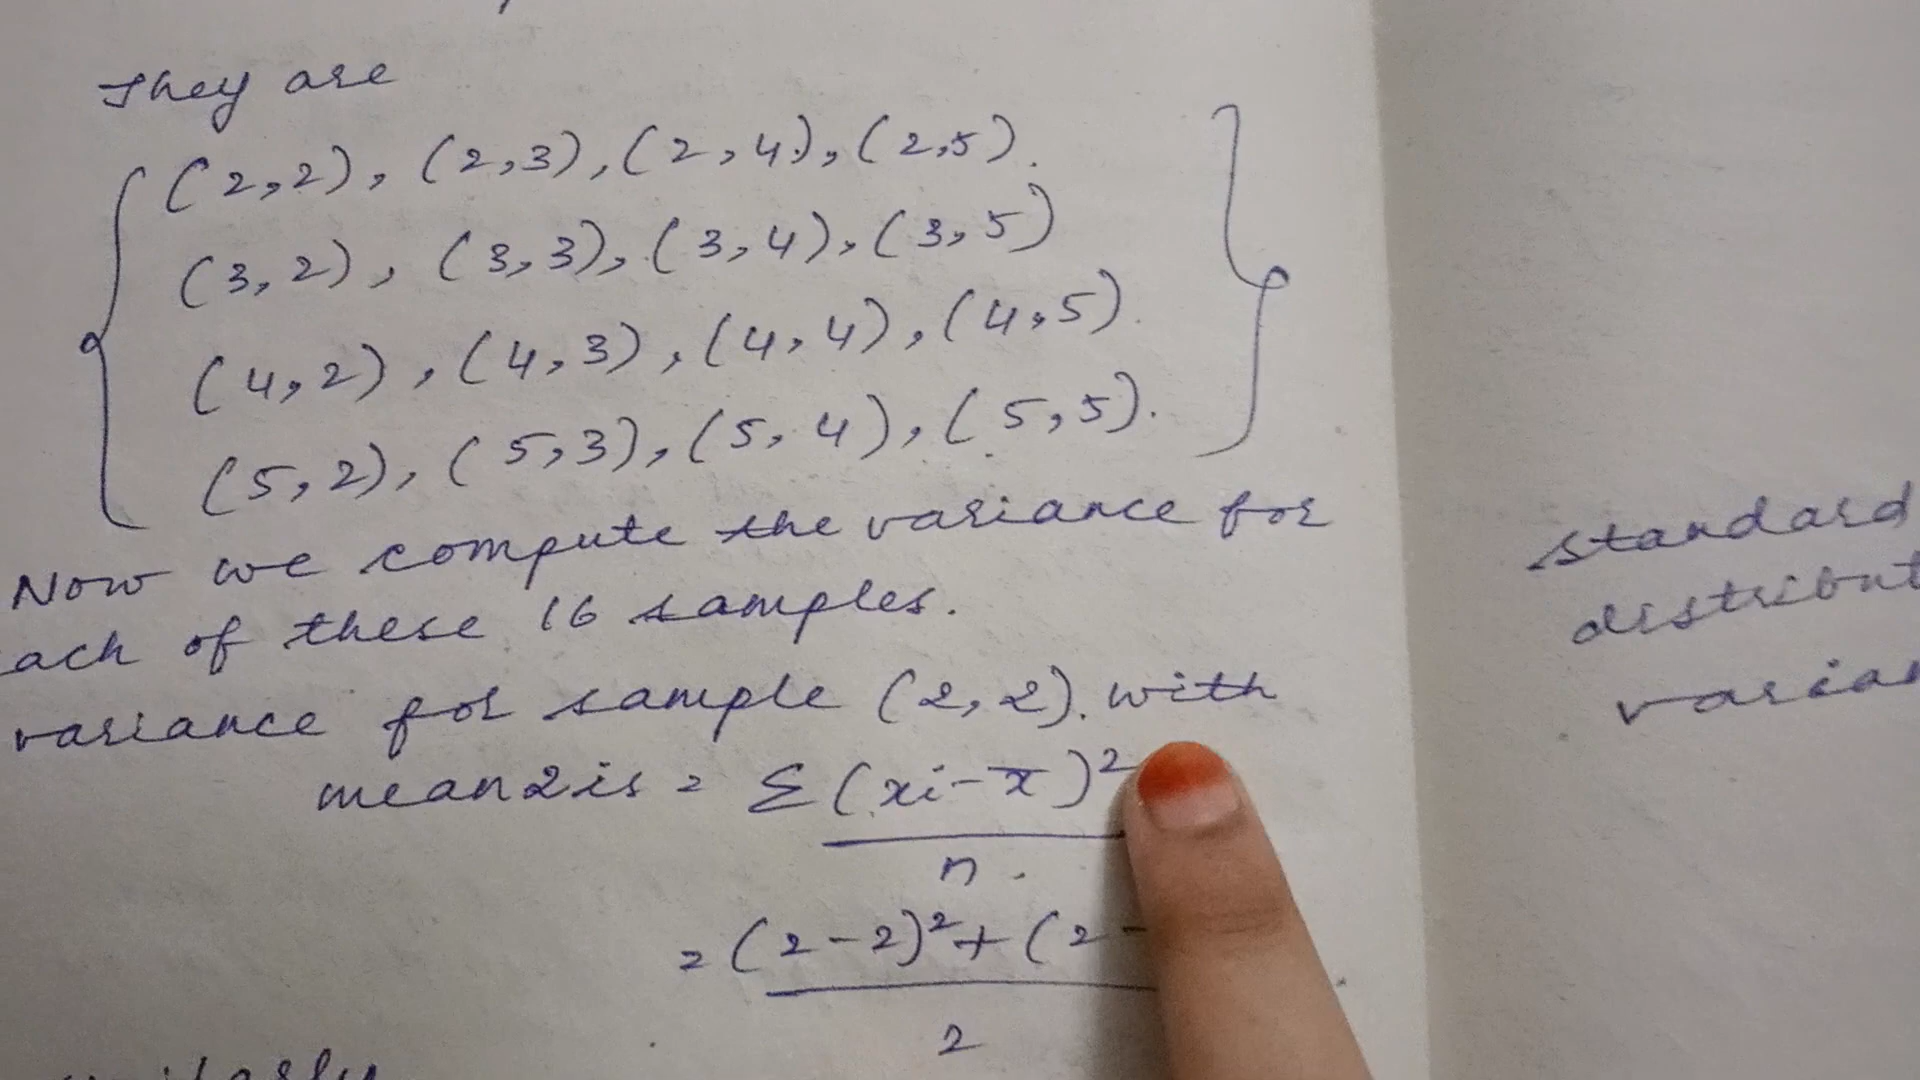 They are
(2,2), (2,3), (2,4), (2,5).
(3,2), (3,3), (3,4), (3,5)
(4,2), (4,3), (4,4), (4,5).
(5,2), (5,3), (5,4), (5,5).
Now we compute the variance for
ach of these 16 samples.
variance for sample (2,2). with
mean 2 is = Σ(xi-x̄)²
n.
= (2-2)²+(2-
2
standard
distribut
varian